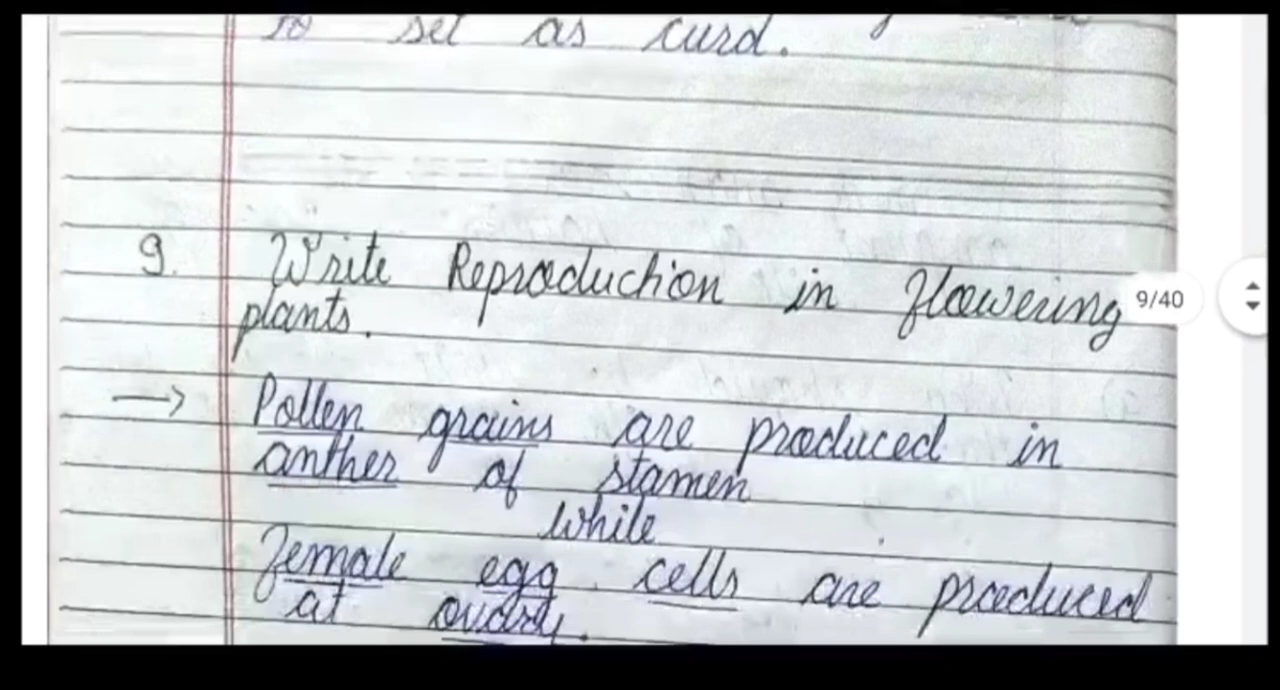 to set as curd.
9. Write Reproduction in flowering
plants.
9/40
→ Pollen grains are produced in
anther of stamen
while
Female egg cells are produced
at ovary.